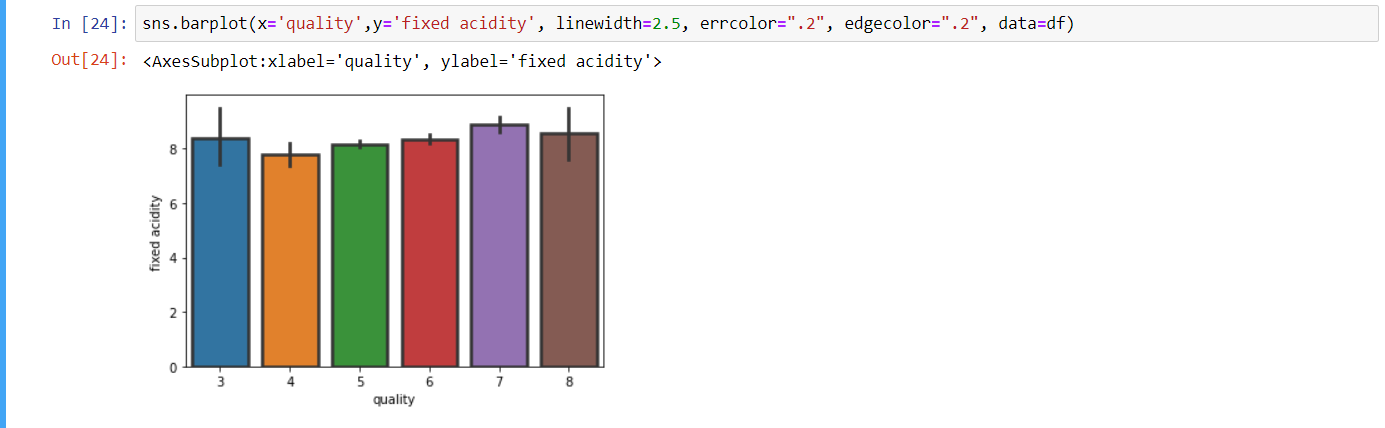 In [24]: sns.barplot(x='quality',y='fixed acidity', linewidth=2.5, errcolor=".2", edgecolor=".2", data=df)
Out[24]: <AxesSubplot:xlabel='quality', ylabel='fixed acidity'>
8
6
4
2
0
fixed acidity
3 4 5 6 7 8
quality